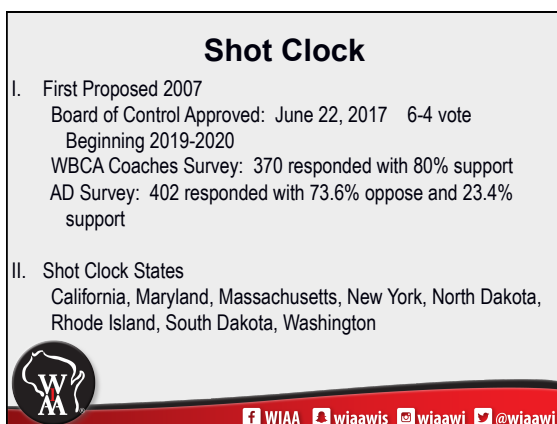 Shot Clock
I. First Proposed 2007
Board of Control Approved: June 22, 2017 6-4 vote
Beginning 2019-2020
WBCA Coaches Survey: 370 responded with 80% support
AD Survey: 402 responded with 73.6% oppose and 23.4%
support
II. Shot Clock States
California, Maryland, Massachusetts, New York, North Dakota,
Rhode Island, South Dakota, Washington
WIAA
WIAA wiaawis wiaawi @wiaawi